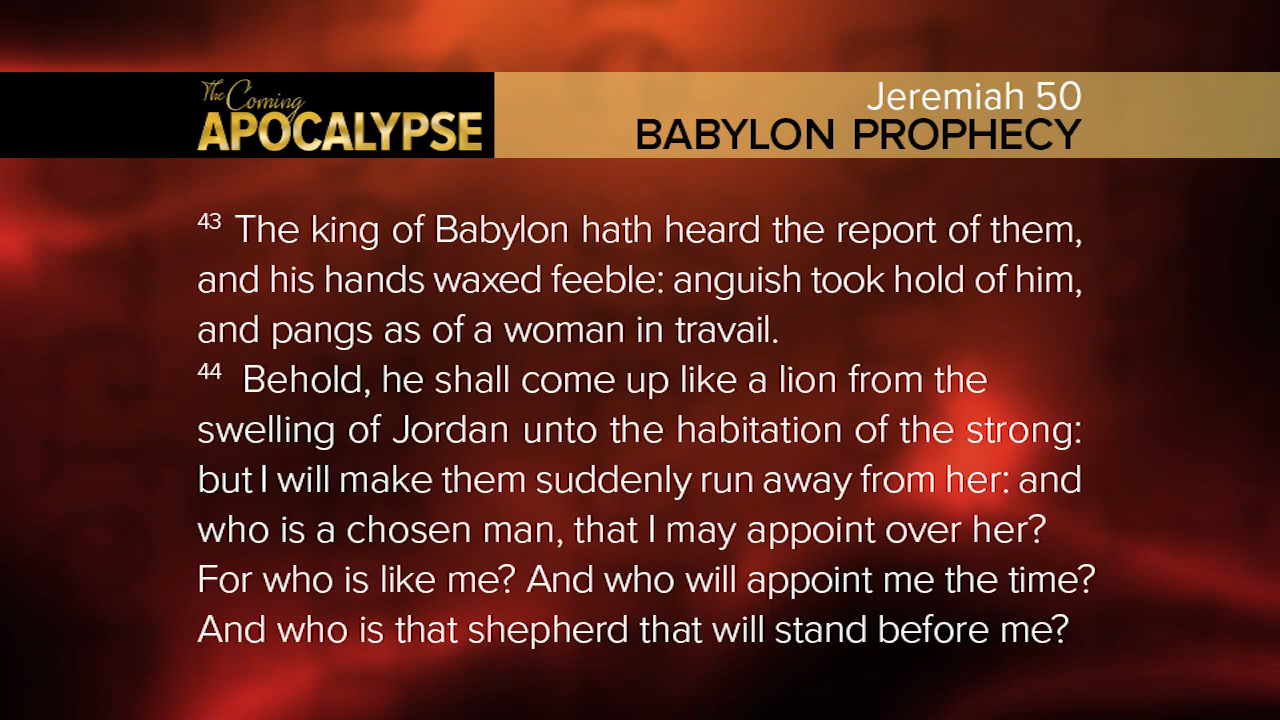 The Coming
APOCALYPSE
Jeremiah 50
BABYLON PROPHECY
43 The king of Babylon hath heard the report of them,
and his hands waxed feeble: anguish took hold of him,
and pangs as of a woman in travail.
44 Behold, he shall come up like a lion from the
swelling of Jordan unto the habitation of the strong:
but I will make them suddenly run away from her: and
who is a chosen man, that I may appoint over her?
For who is like me? And who will appoint me the time?
And who is that shepherd that will stand before me?